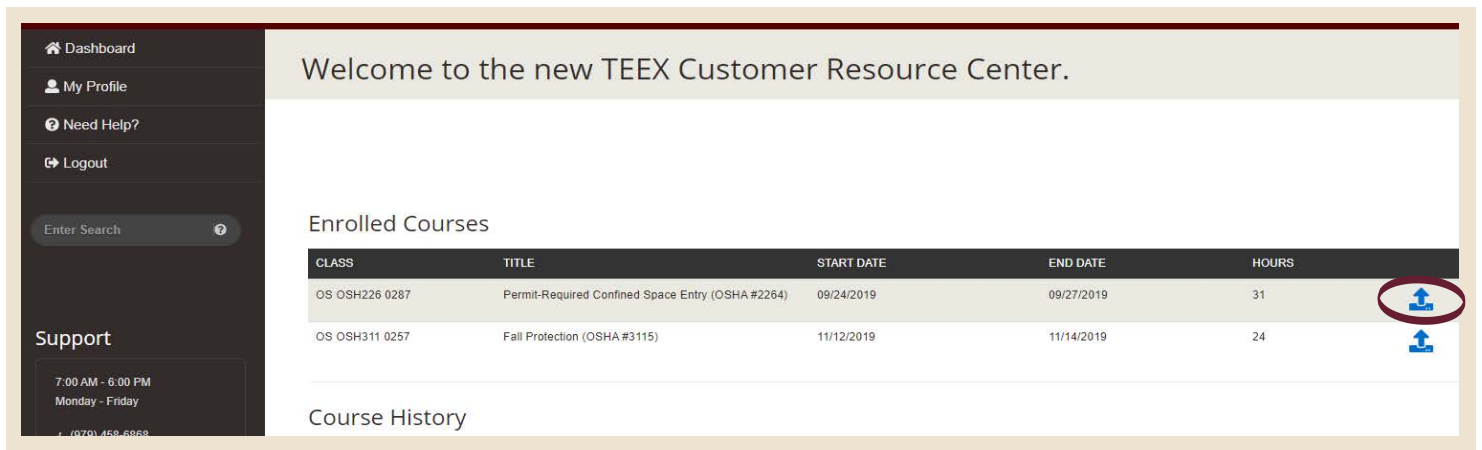 Dashboard
My Profile
Need Help?
Logout
Enter Search
Support
7:00 AM - 6:00 PM
Monday - Friday
(979) 458-6868
Welcome to the new TEEX Customer Resource Center.
Enrolled Courses
CLASS TITLE START DATE END DATE HOURS
OS OSH226 0287 Permit-Required Confined Space Entry (OSHA #2264) 09/24/2019 09/27/2019 31
OS OSH311 0257 Fall Protection (OSHA #3115) 11/12/2019 11/14/2019 24
Course History